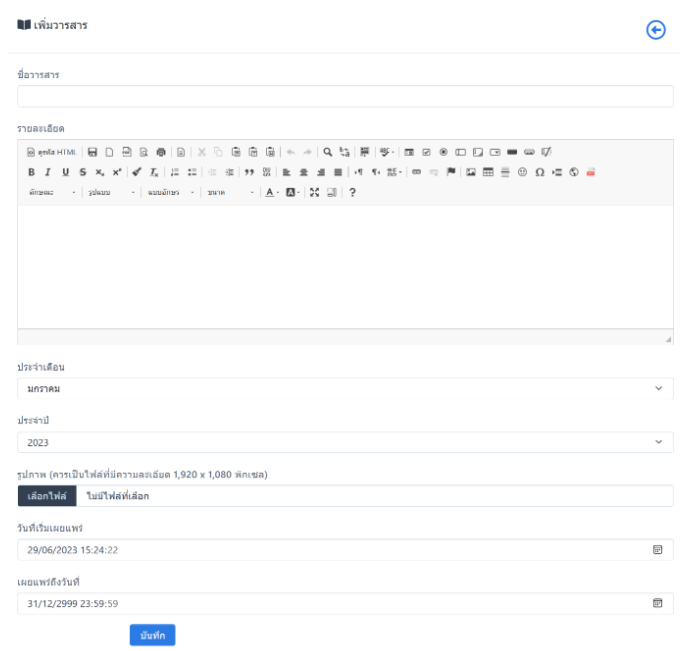 เพิ่มวารสาร
ชื่อวารสาร
รายละเอียด
ดูรหัส HTML
B I U S x₂ x² Iₓ
ลักษณะ รูปแบบ แบบอักษร ขนาด A A ?
ประจำเดือน
มกราคม
ประจำปี
2023
รูปภาพ (ควรเป็นไฟล์ที่มีความละเอียด 1,920 x 1,080 พิกเซล)
เลือกไฟล์ ไม่มีไฟล์ที่เลือก
วันที่เริ่มเผยแพร่
29/06/2023 15:24:22
เผยแพร่ถึงวันที่
31/12/2999 23:59:59
บันทึก